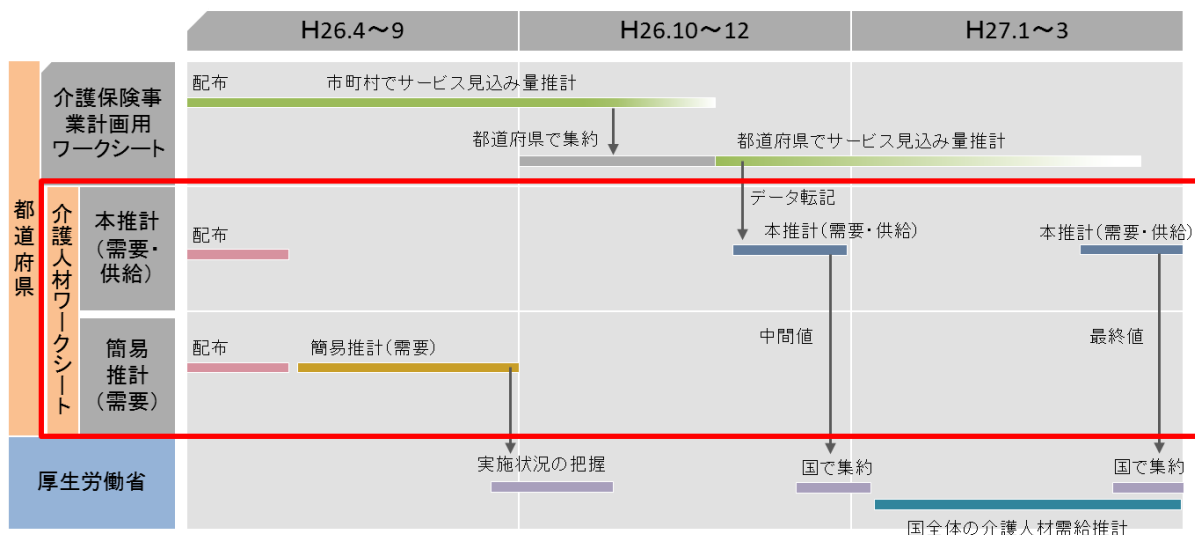 H26.4～9
H26.10～12
H27.1～3
都道府県
介護保険事
業計画用
ワークシート
配布
市町村でサービス見込み量推計
都道府県で集約
都道府県でサービス見込み量推計
介護人材ワークシート
本推計
（需要・
供給）
配布
データ転記
本推計（需要・供給）
本推計（需要・供給）
簡易
推計
（需要）
配布
簡易推計（需要）
中間値
最終値
厚生労働省
実施状況の把握
国で集約
国で集約
国全体の介護人材需給推計